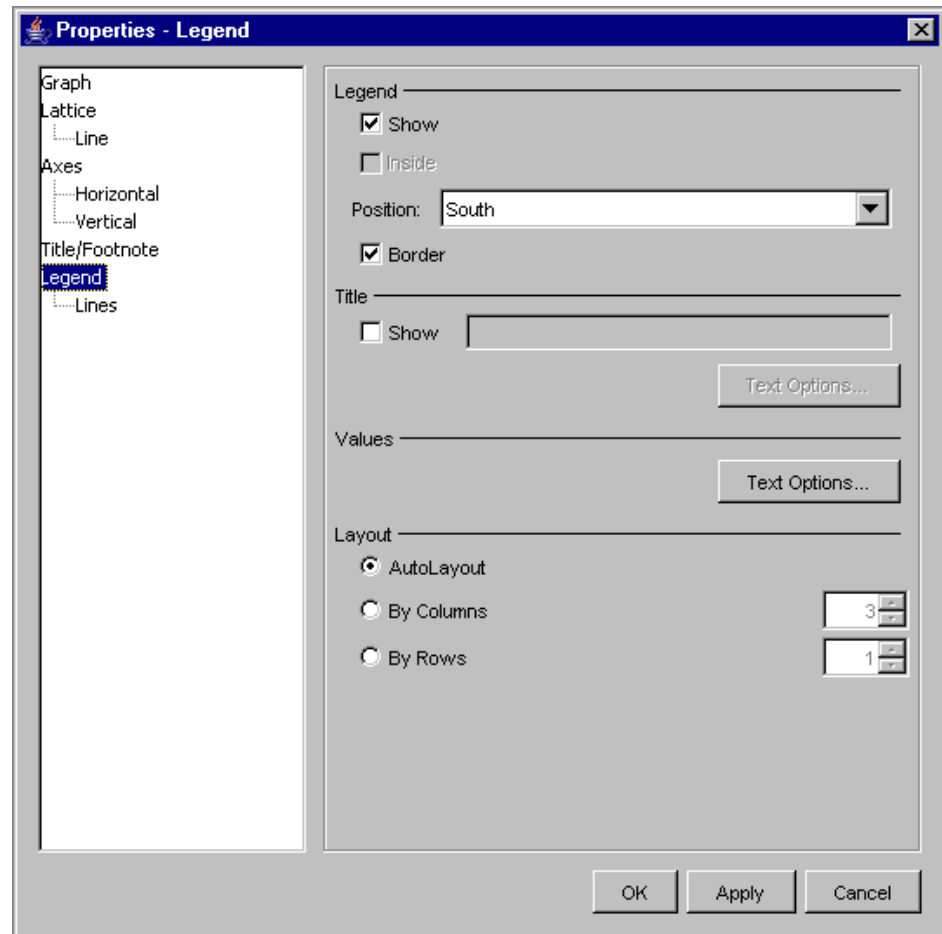 Properties - Legend
Graph
Lattice
Line
Axes
Horizontal
Vertical
Title/Footnote
Legend
Lines
Legend
Show
Inside
Position: South
Border
Title
Show
Text Options...
Values
Text Options...
Layout
AutoLayout
By Columns 3
By Rows 1
OK Apply Cancel